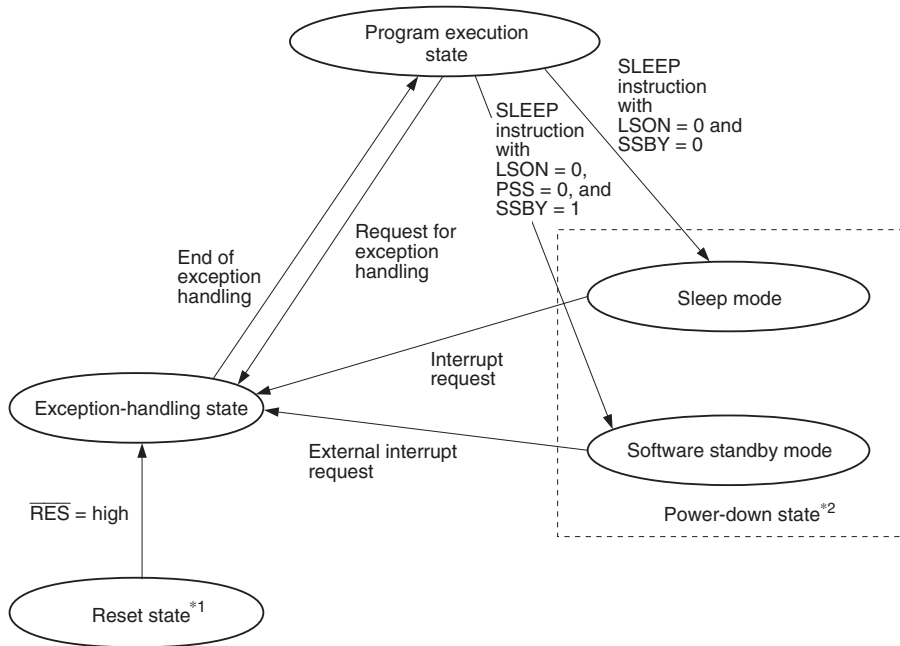 Program execution
state
SLEEP
instruction
with
LSON = 0 and
SSBY = 0
SLEEP
instruction
with
LSON = 0,
PSS = 0, and
SSBY = 1
End of
exception
handling
Request for
exception
handling
Sleep mode
Interrupt
request
Exception-handling state
External interrupt
request
Software standby mode
Power-down state*2
R̅E̅S̅ = high
Reset state*1